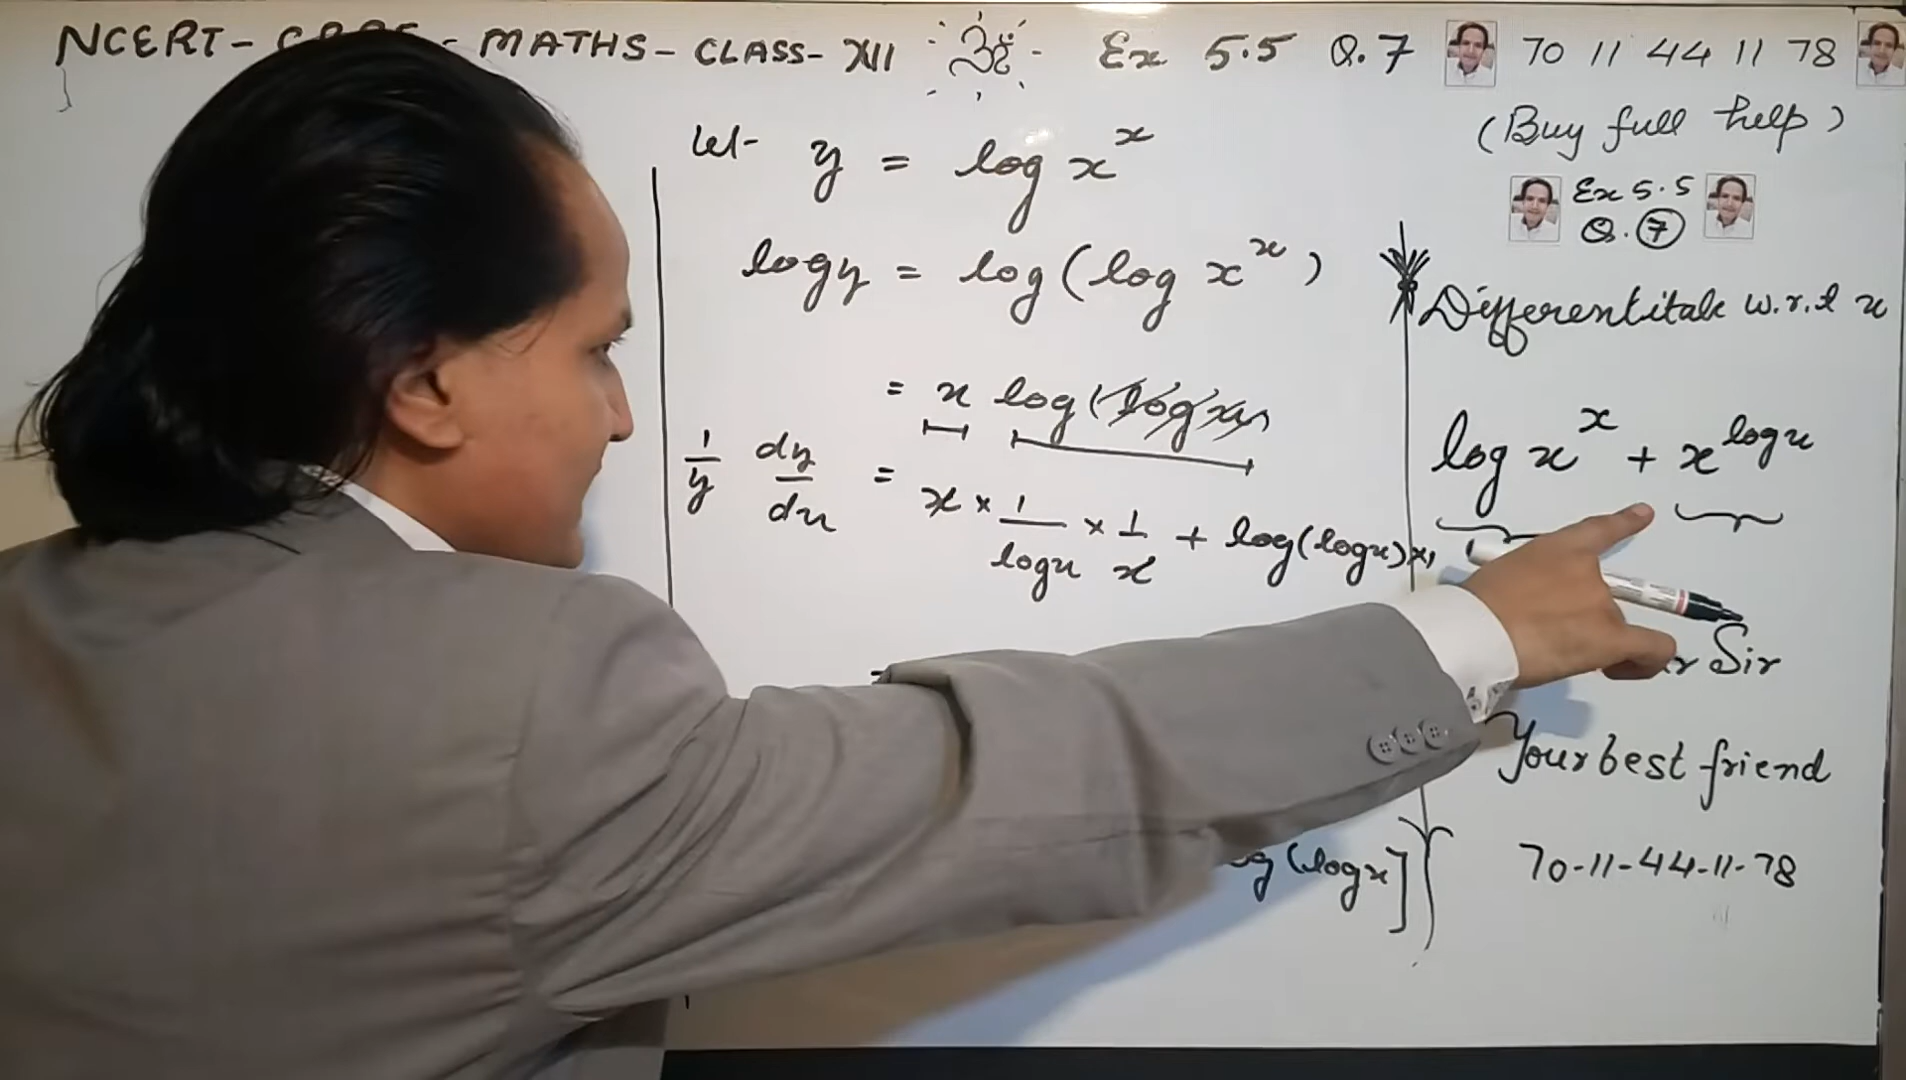 NCERT - CBSE - MATHS - CLASS - XII ૐ Ex 5.5 Q. 7 70 11 44 11 78
Let y = log x^x
log y = log (log x^x)
= x log (log x)
1/y dy/dx = x × 1/log x × 1/x + log (log x) × 1
log (log x]
(Buy full help)
Ex 5.5
Q. 7
Differentitate w.r.t x
log x^x + x^log x
r Sir
Your best friend
70-11-44-11-78